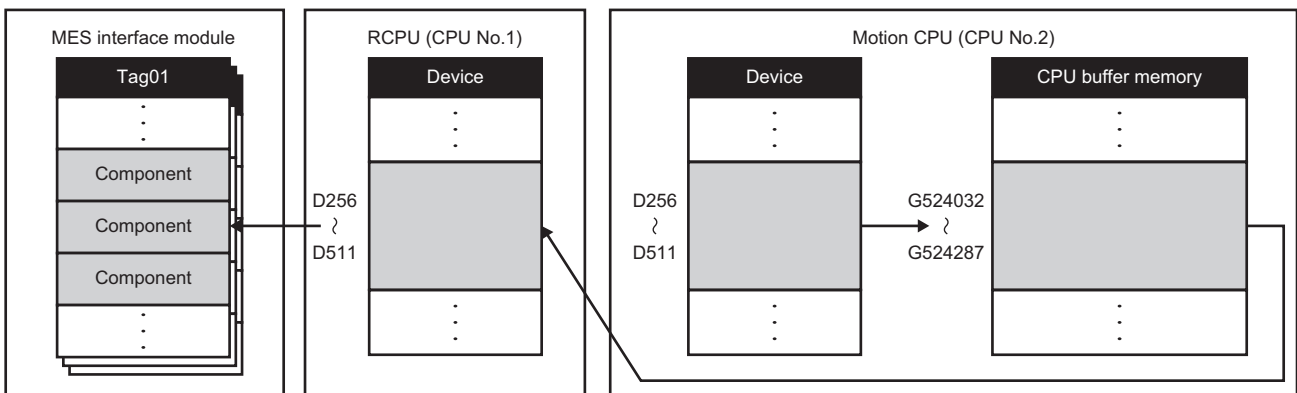 MES interface module
Tag01
Component
Component
Component
RCPU (CPU No.1)
Device
D256
~
D511
Motion CPU (CPU No.2)
Device
D256
~
D511
CPU buffer memory
G524032
~
G524287